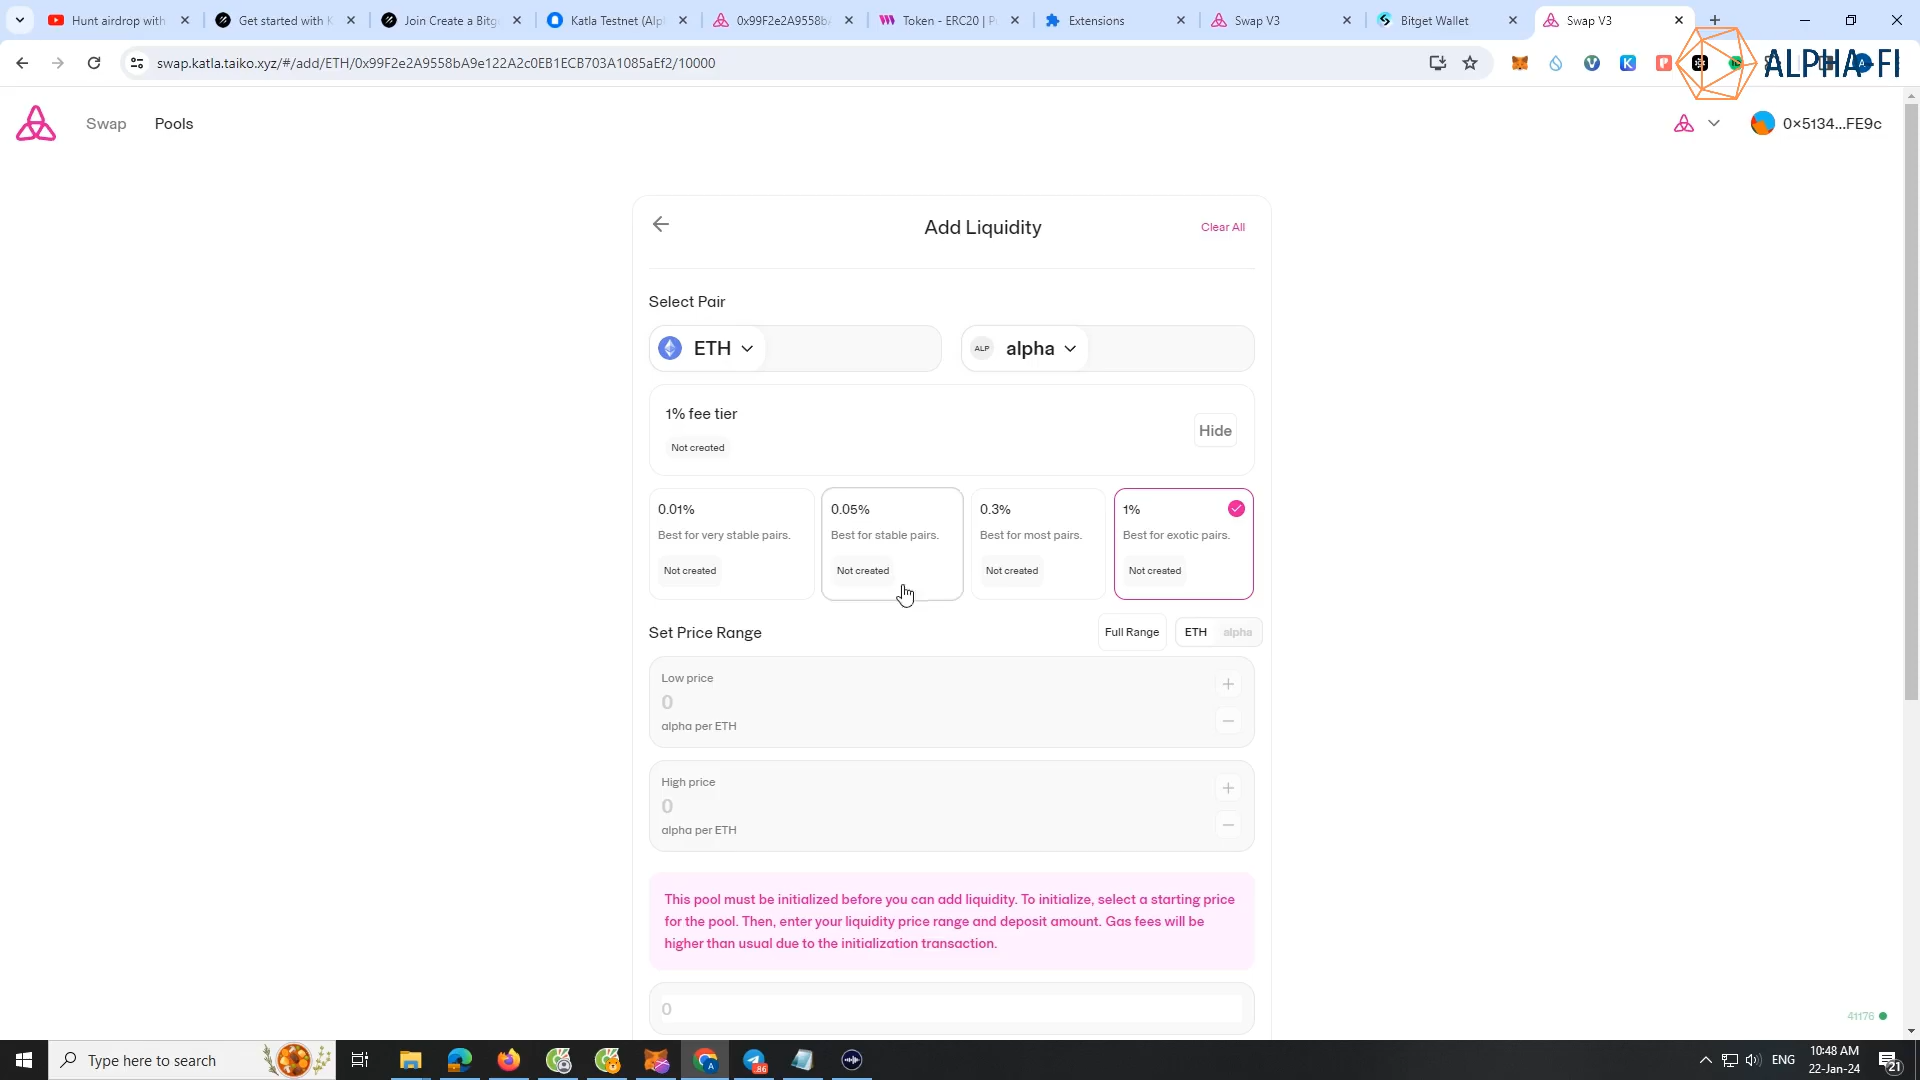 Hunt airdrop with
Get started with K
Join Create a Bitg
Katla Testnet (Alp
0x99F2e2A9558b
Token - ERC20 | P
Extensions
Swap V3
Bitget Wallet
Swap V3
swap.katla.taiko.xyz/#/add/ETH/0x99F2e2A9558bA9e122A2c0EB1ECB703A1085aEf2/10000
ALPHA FI
Swap
Pools
0x5134...FE9c
Add Liquidity
Clear All
Select Pair
ETH
ALP
alpha
1% fee tier
Not created
Hide
0.01%
Best for very stable pairs.
Not created
0.05%
Best for stable pairs.
Not created
0.3%
Best for most pairs.
Not created
1%
Best for exotic pairs.
Not created
Set Price Range
Full Range
ETH
alpha
Low price
0
alpha per ETH
High price
0
alpha per ETH
This pool must be initialized before you can add liquidity. To initialize, select a starting price
for the pool. Then, enter your liquidity price range and deposit amount. Gas fees will be
higher than usual due to the initialization transaction.
0
41176
Type here to search
86
ENG
10:48 AM
22-Jan-24
21